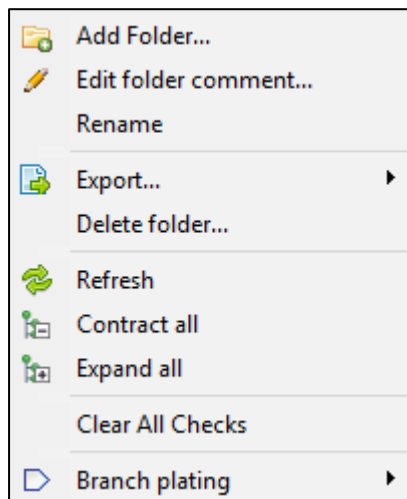 Add Folder...
Edit folder comment...
Rename
Export...
Delete folder...
Refresh
Contract all
Expand all
Clear All Checks
Branch plating